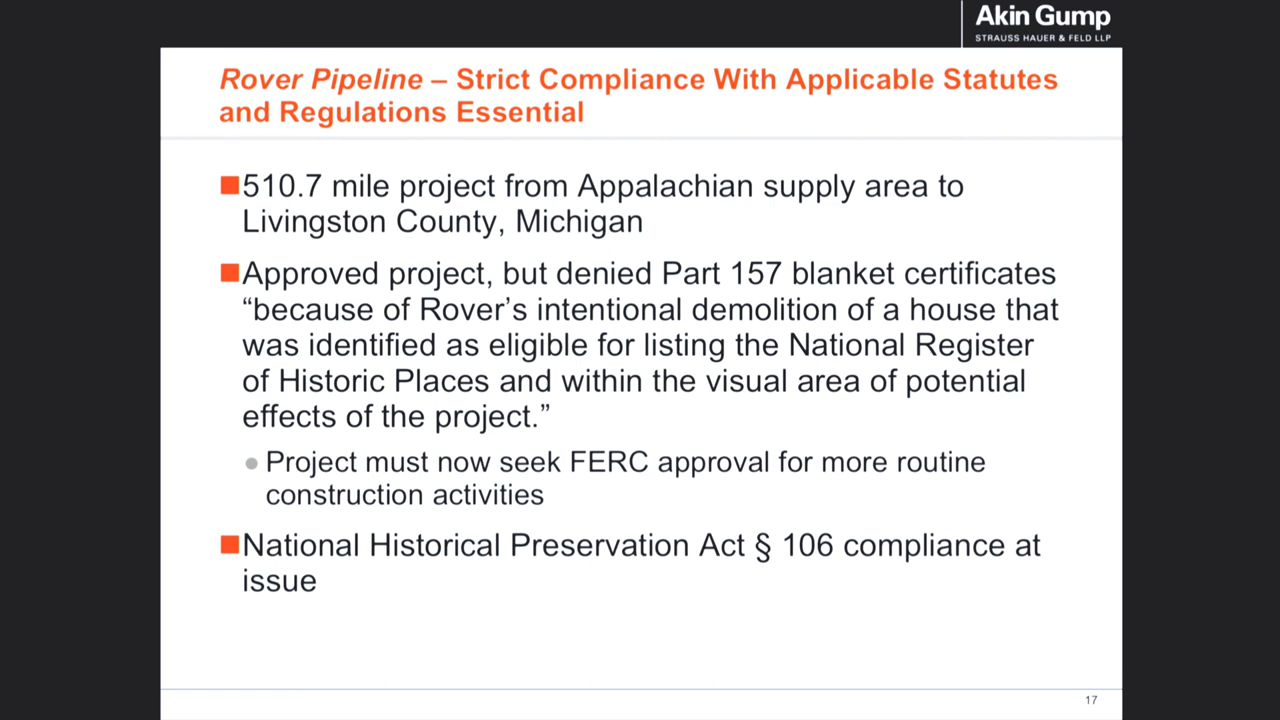 Akin Gump
STRAUSS HAUER & FELD LLP
Rover Pipeline – Strict Compliance With Applicable Statutes
and Regulations Essential
510.7 mile project from Appalachian supply area to
Livingston County, Michigan
Approved project, but denied Part 157 blanket certificates
“because of Rover’s intentional demolition of a house that
was identified as eligible for listing the National Register
of Historic Places and within the visual area of potential
effects of the project.”
Project must now seek FERC approval for more routine
construction activities
National Historical Preservation Act § 106 compliance at
issue
17